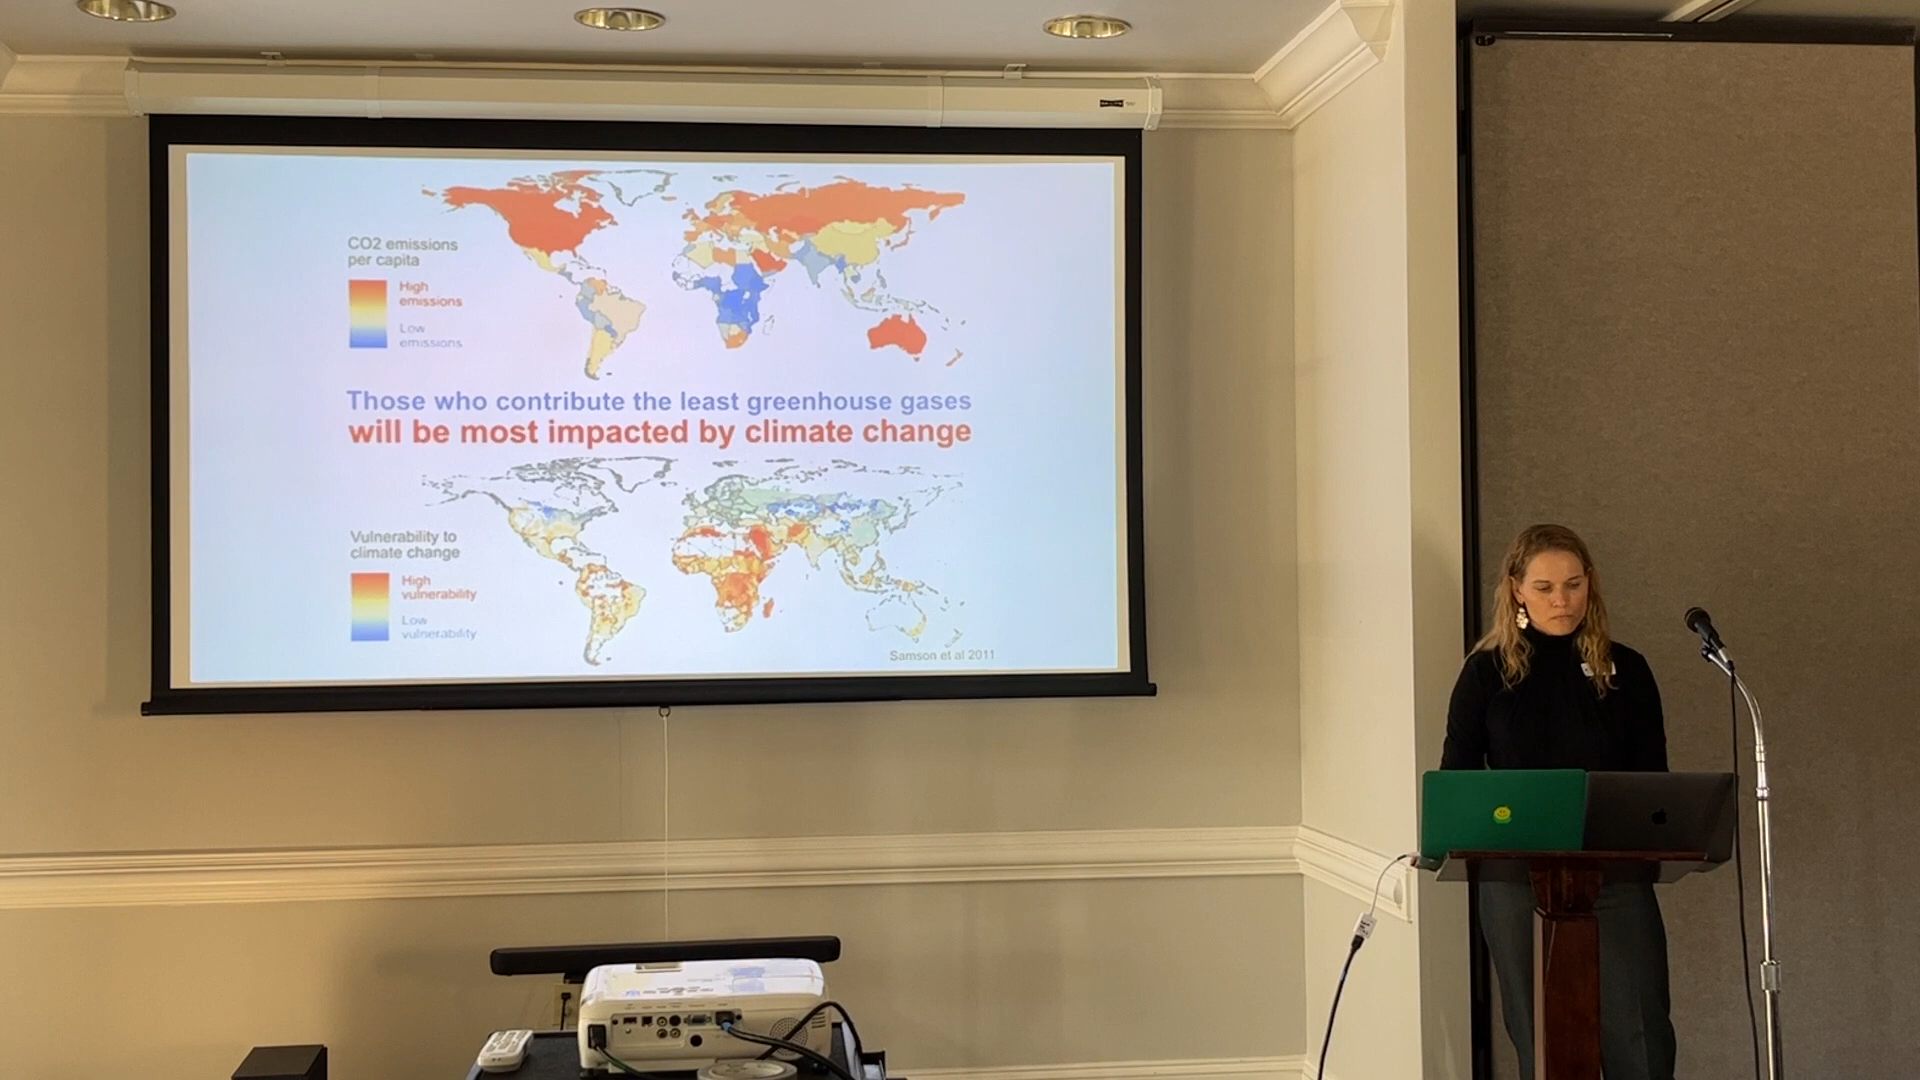 CO2 emissions
per capita
High
emissions
Low
emissions
Those who contribute the least greenhouse gases
will be most impacted by climate change
Vulnerability to
climate change
High
vulnerability
Low
vulnerability
Samson et al 2011